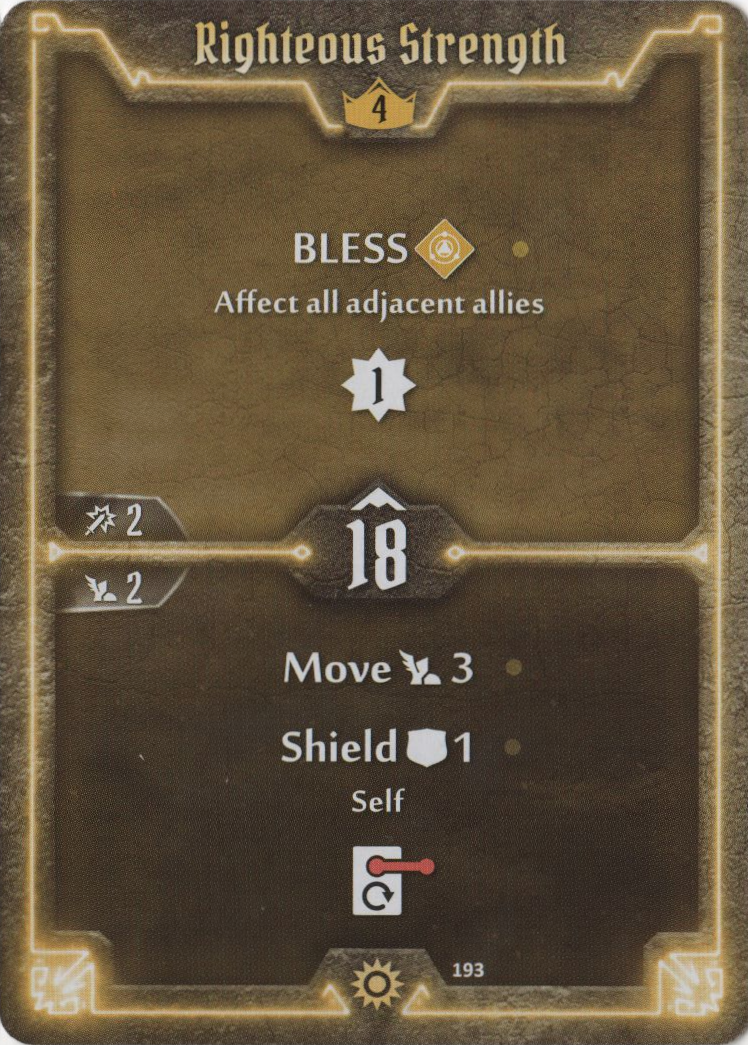 Righteous Strength
4
BLESS
Affect all adjacent allies
1
2
18
2
Move 3
Shield 1
Self
193